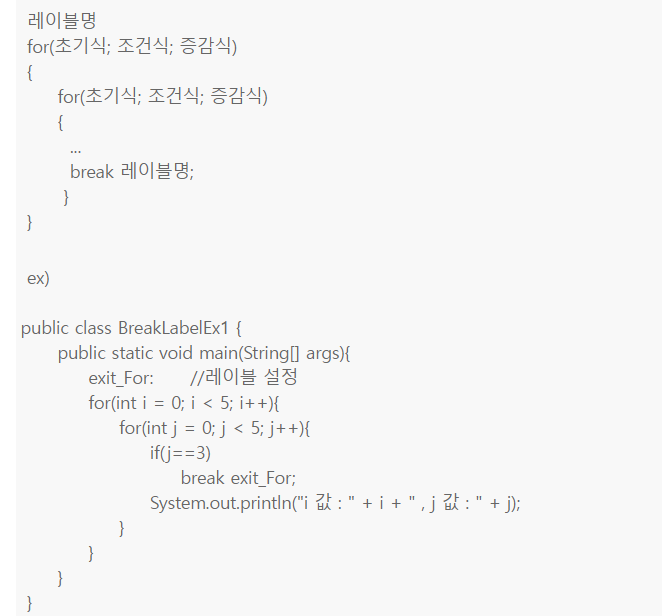 레이블명
for(초기식; 조건식; 증감식)
{
for(초기식; 조건식; 증감식)
{
...
break 레이블명;
}
}
ex)
public class BreakLabelEx1 {
public static void main(String[] args){
exit_For: //레이블 설정
for(int i = 0; i < 5; i++){
for(int j = 0; j < 5; j++){
if(j==3)
break exit_For;
System.out.println("i 값 : " + i + " , j 값 : " + j);
}
}
}
}